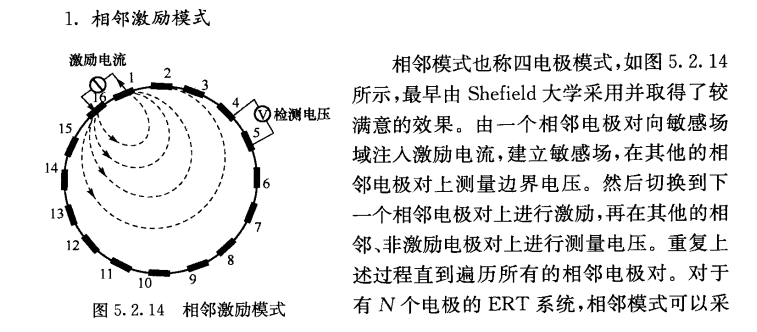 1. 相邻激励模式
激励电流
1
2
3
4
5
6
7
8
9
10
11
12
13
14
15
16
V
检测电压
图 5.2.14 相邻激励模式
相邻模式也称四电极模式,如图 5.2.14
所示,最早由 Shefield 大学采用并取得了较
满意的效果。由一个相邻电极对向敏感场
域注入激励电流,建立敏感场,在其他的相
邻电极对上测量边界电压。然后切换到下
一个相邻电极对上进行激励,再在其他的相
邻、非激励电极对上进行测量电压。重复上
述过程直到遍历所有的相邻电极对。对于
有 N 个电极的 ERT 系统,相邻模式可以采